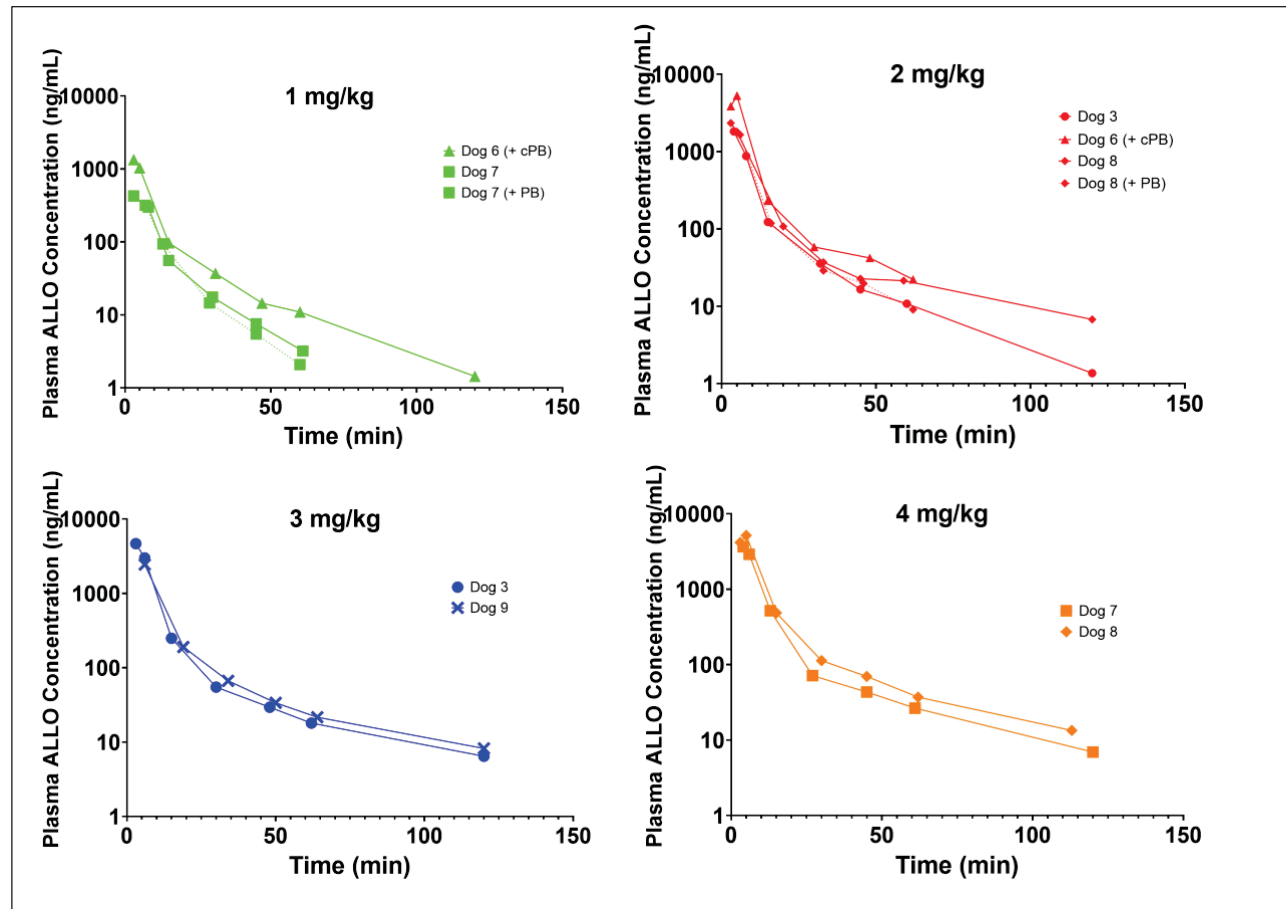 1 mg/kg
Plasma ALLO Concentration (ng/mL)
10000
1000
100
10
1
0
50
100
150
Time (min)
Dog 6 (+ cPB)
Dog 7
Dog 7 (+ PB)
2 mg/kg
Plasma ALLO Concentration (ng/mL)
10000
1000
100
10
1
0
50
100
150
Time (min)
Dog 3
Dog 6 (+ cPB)
Dog 8
Dog 8 (+ PB)
3 mg/kg
Plasma ALLO Concentration (ng/mL)
10000
1000
100
10
1
0
50
100
150
Time (min)
Dog 3
Dog 9
4 mg/kg
Plasma ALLO Concentration (ng/mL)
10000
1000
100
10
1
0
50
100
150
Time (min)
Dog 7
Dog 8